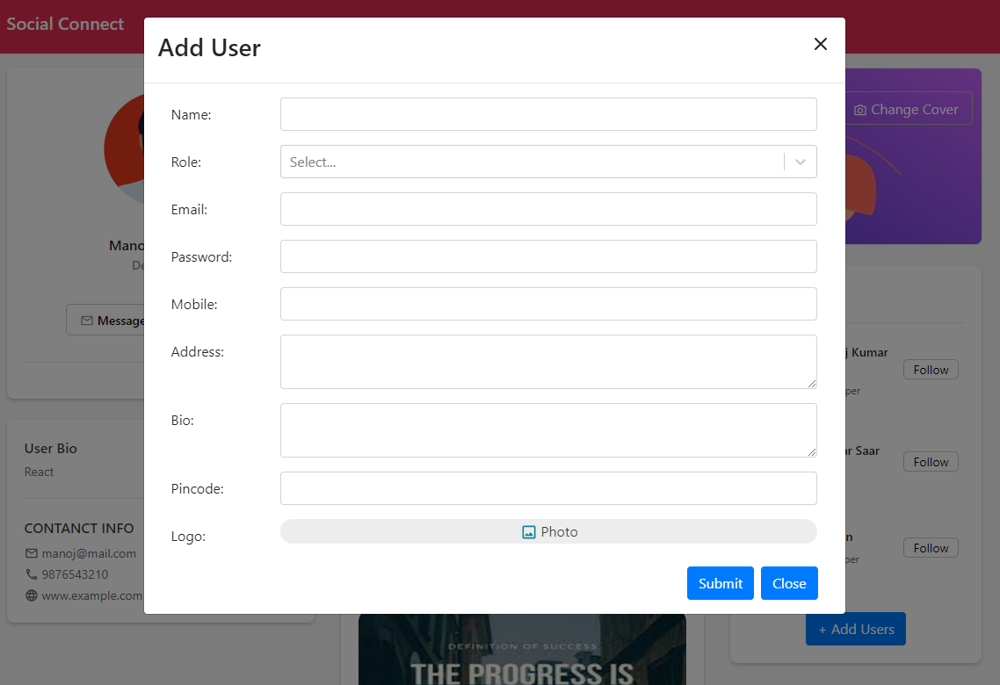 Social Connect
Add User
Change Cover
Name:
Role:
Select...
Email:
Manoj
Password:
Mobile:
Message
Address:
j Kumar
Follow
per
Bio:
User Bio
React
ar Saar
Follow
Pincode:
CONTANCT INFO
Logo:
Photo
n
Follow
per
manoj@mail.com
9876543210
www.example.com
Submit
Close
+ Add Users
DEFINITION OF SUCCESS
THE PROGRESS IS